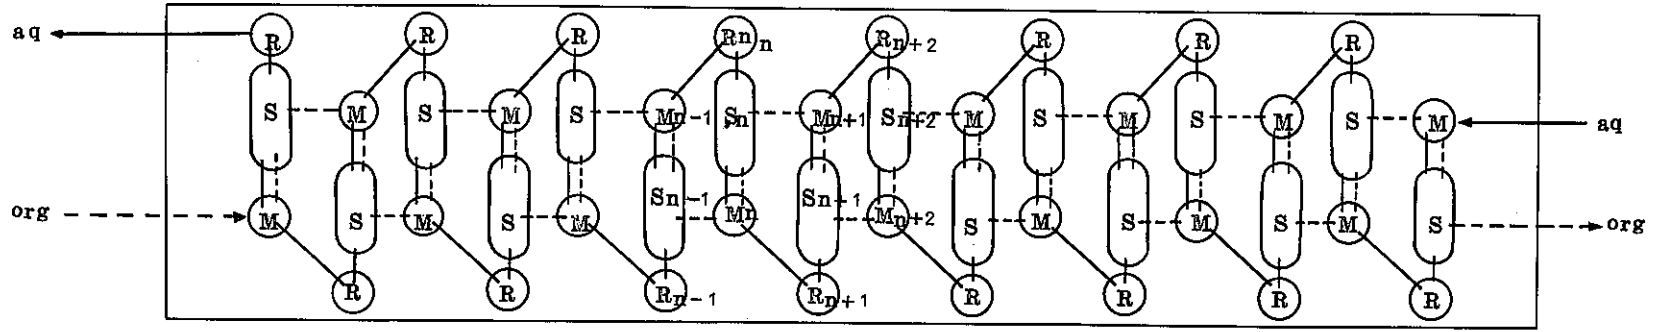 aq R R R Rn n Rn+2 R R R
S M S M S Mn-1 Sn Mn+1 Sn+2 M S M S M S M aq
org M S M S M Sn-1 Mn Sn+1 Mn+2 S M S M S M S org
R R Rn-1 Rn+1 R R R R